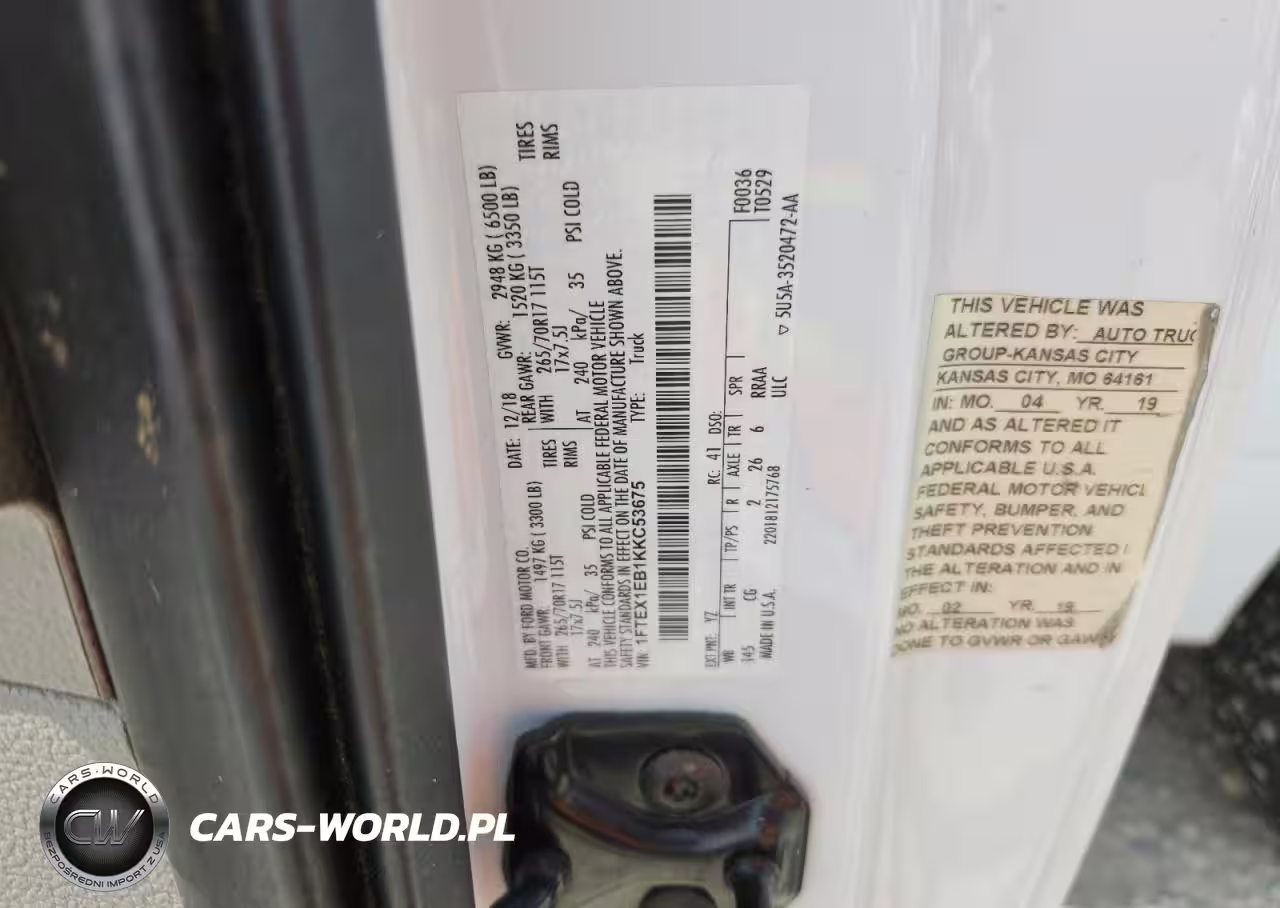 MFD. BY FORD MOTOR CO.
DATE: 12/18 GVWR: 2948 KG ( 6500 LB)
FRONT GAWR: 1497 KG ( 3300 LB) REAR GAWR: 1520 KG ( 3350 LB)
WITH 265/70R17 115T TIRES WITH 265/70R17 115T TIRES
17x7.5J RIMS 17x7.5J RIMS
AT 240 kPa/ 35 PSI COLD AT 240 kPa/ 35 PSI COLD
THIS VEHICLE CONFORMS TO ALL APPLICABLE FEDERAL MOTOR VEHICLE
SAFETY STANDARDS IN EFFECT ON THE DATE OF MANUFACTURE SHOWN ABOVE.
VIN: 1FTEX1EB1KKC53675 TYPE: Truck
EXT PNT: YZ RC: 41 DSO: F0036
WB INT TR TP/PS R AXLE TR SPR T0529
145 CG 2 26 6 RRAA
MADE IN U.S.A. 2201812175768 ULC
▽ 5U5A-3520472-AA
THIS VEHICLE WAS
ALTERED BY: AUTO TRUC
GROUP-KANSAS CITY
KANSAS CITY, MO 64161
IN: MO. 04 YR. 19
AND AS ALTERED IT
CONFORMS TO ALL
APPLICABLE U.S.A.
FEDERAL MOTOR VEHICL
SAFETY, BUMPER, AND
THEFT PREVENTION
STANDARDS AFFECTED
THE ALTERATION AND IN
EFFECT IN:
MO. 02 YR. 19
NO ALTERATION WAS
DONE TO GVWR OR GAW
CARS-WORLD
CW
BEZPOŚREDNI IMPORT Z USA
CARS-WORLD.PL